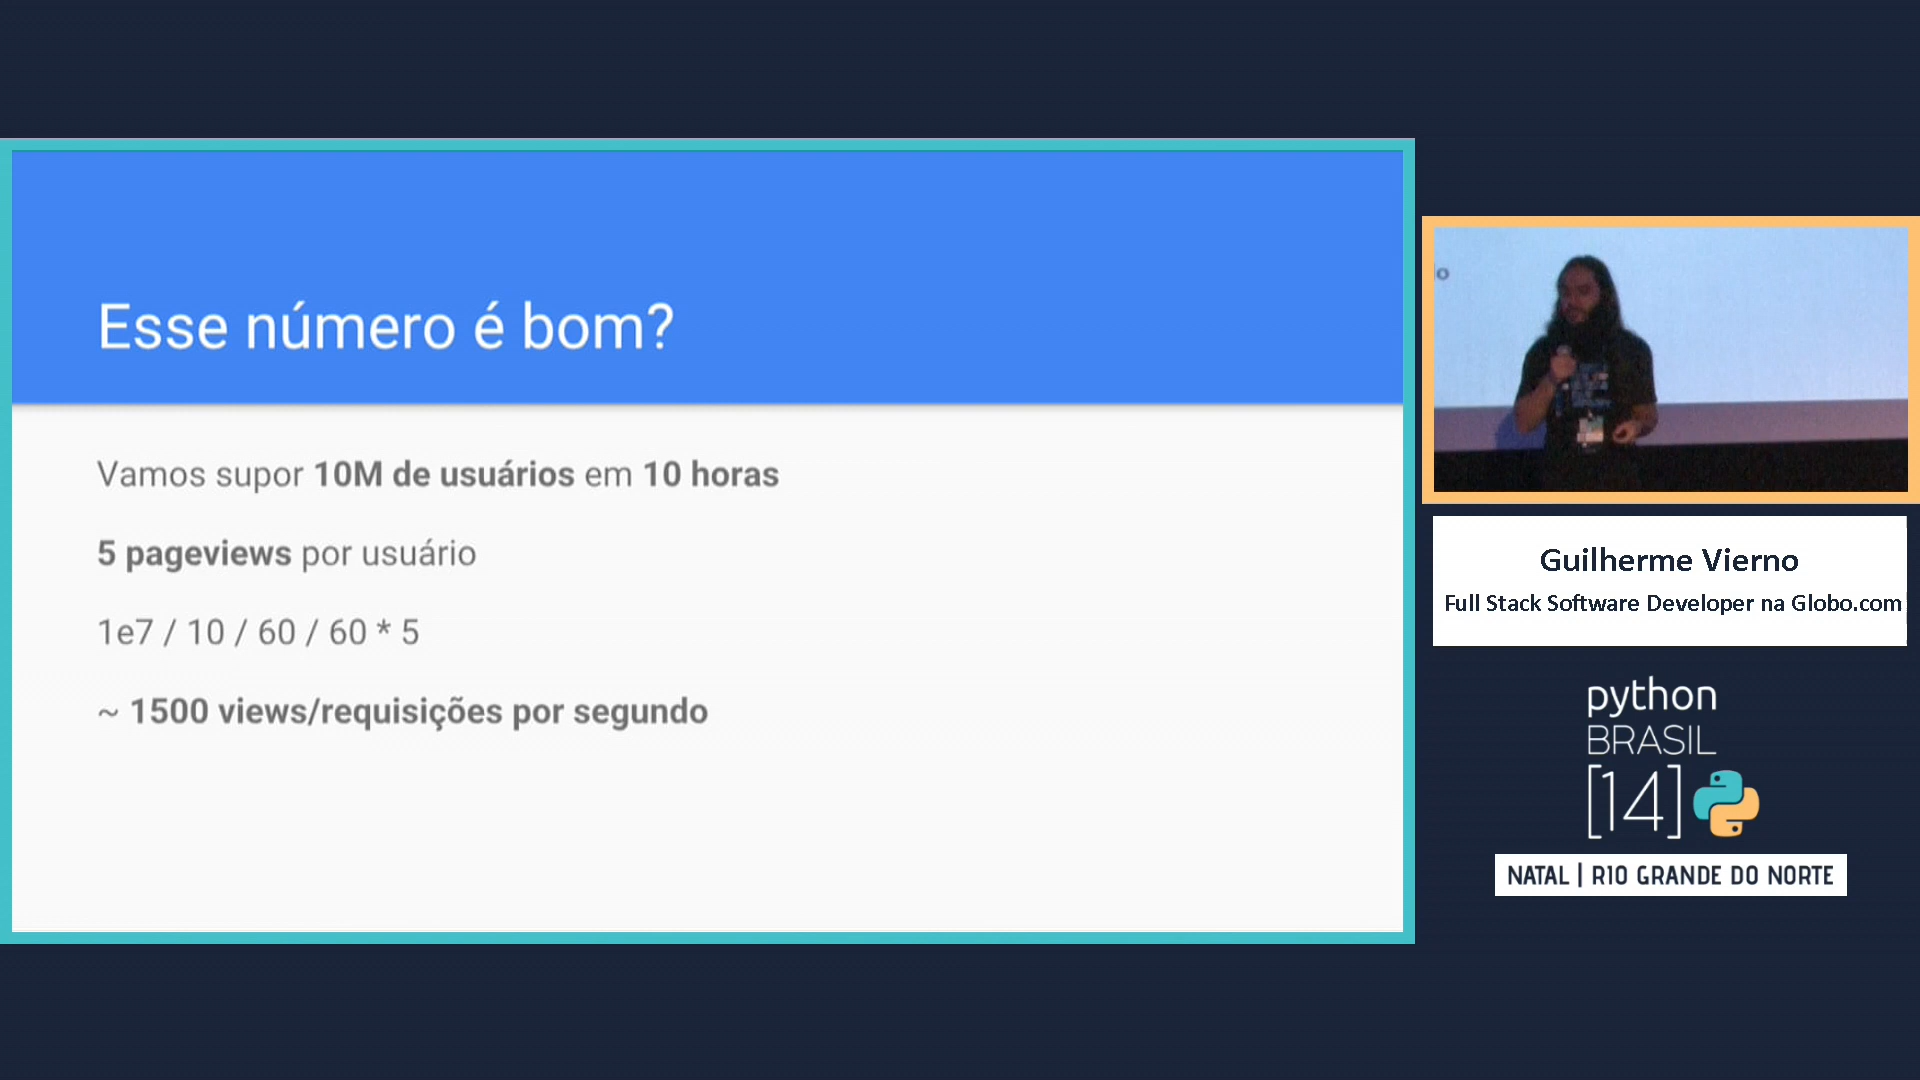 Esse número é bom?
Vamos supor 10M de usuários em 10 horas
5 pageviews por usuário
1e7 / 10 / 60 / 60 * 5
~ 1500 views/requisições por segundo
o
Guilherme Vierno
Full Stack Software Developer na Globo.com
python
BRASIL
[14]
NATAL | RIO GRANDE DO NORTE